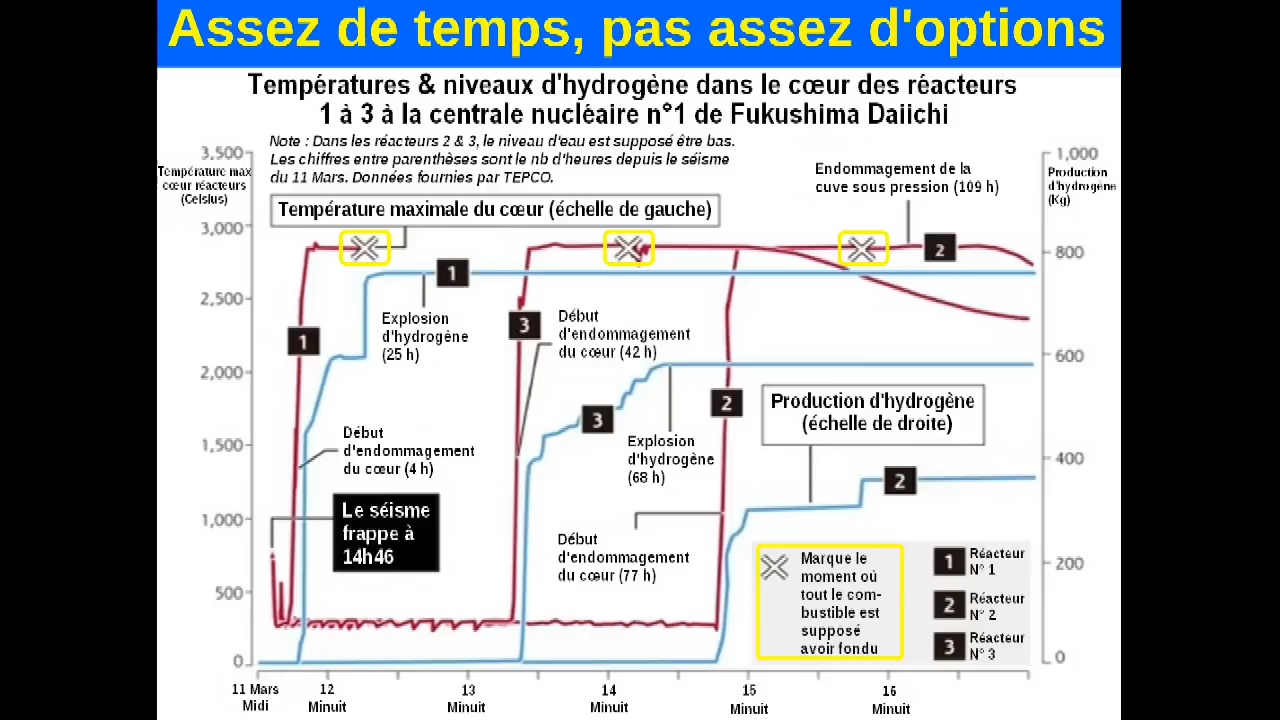 Assez de temps, pas assez d'options
Températures & niveaux d'hydrogène dans le cœur des réacteurs
1 à 3 à la centrale nucléaire n°1 de Fukushima Daiichi
Note : Dans les réacteurs 2 & 3, le niveau d'eau est supposé être bas.
Les chiffres entre parenthèses sont le nb d'heures depuis le séisme
du 11 Mars. Données fournies par TEPCO.
3,500
Température max
cœur réacteurs
(Celsius)
3,000
2,500
2,000
1,500
1,000
500
0
1,000
Production
d'hydrogène
(Kg)
800
600
400
200
0
Température maximale du cœur (échelle de gauche)
Endommagement de la
cuve sous pression (109 h)
2
1
Explosion
d'hydrogène
(25 h)
1
3
Début
d'endommagement
du cœur (42 h)
2
Production d'hydrogène
(échelle de droite)
3
Début
d'endommagement
du cœur (4 h)
Explosion
d'hydrogène
(68 h)
2
Le séisme
frappe à
14h46
Début
d'endommagement
du cœur (77 h)
Marque le
moment où
tout le com-
bustible est
supposé
avoir fondu
1 Réacteur
N° 1
2 Réacteur
N° 2
3 Réacteur
N° 3
11 Mars
Midi
12
Minuit
13
Minuit
14
Minuit
15
Minuit
16
Minuit